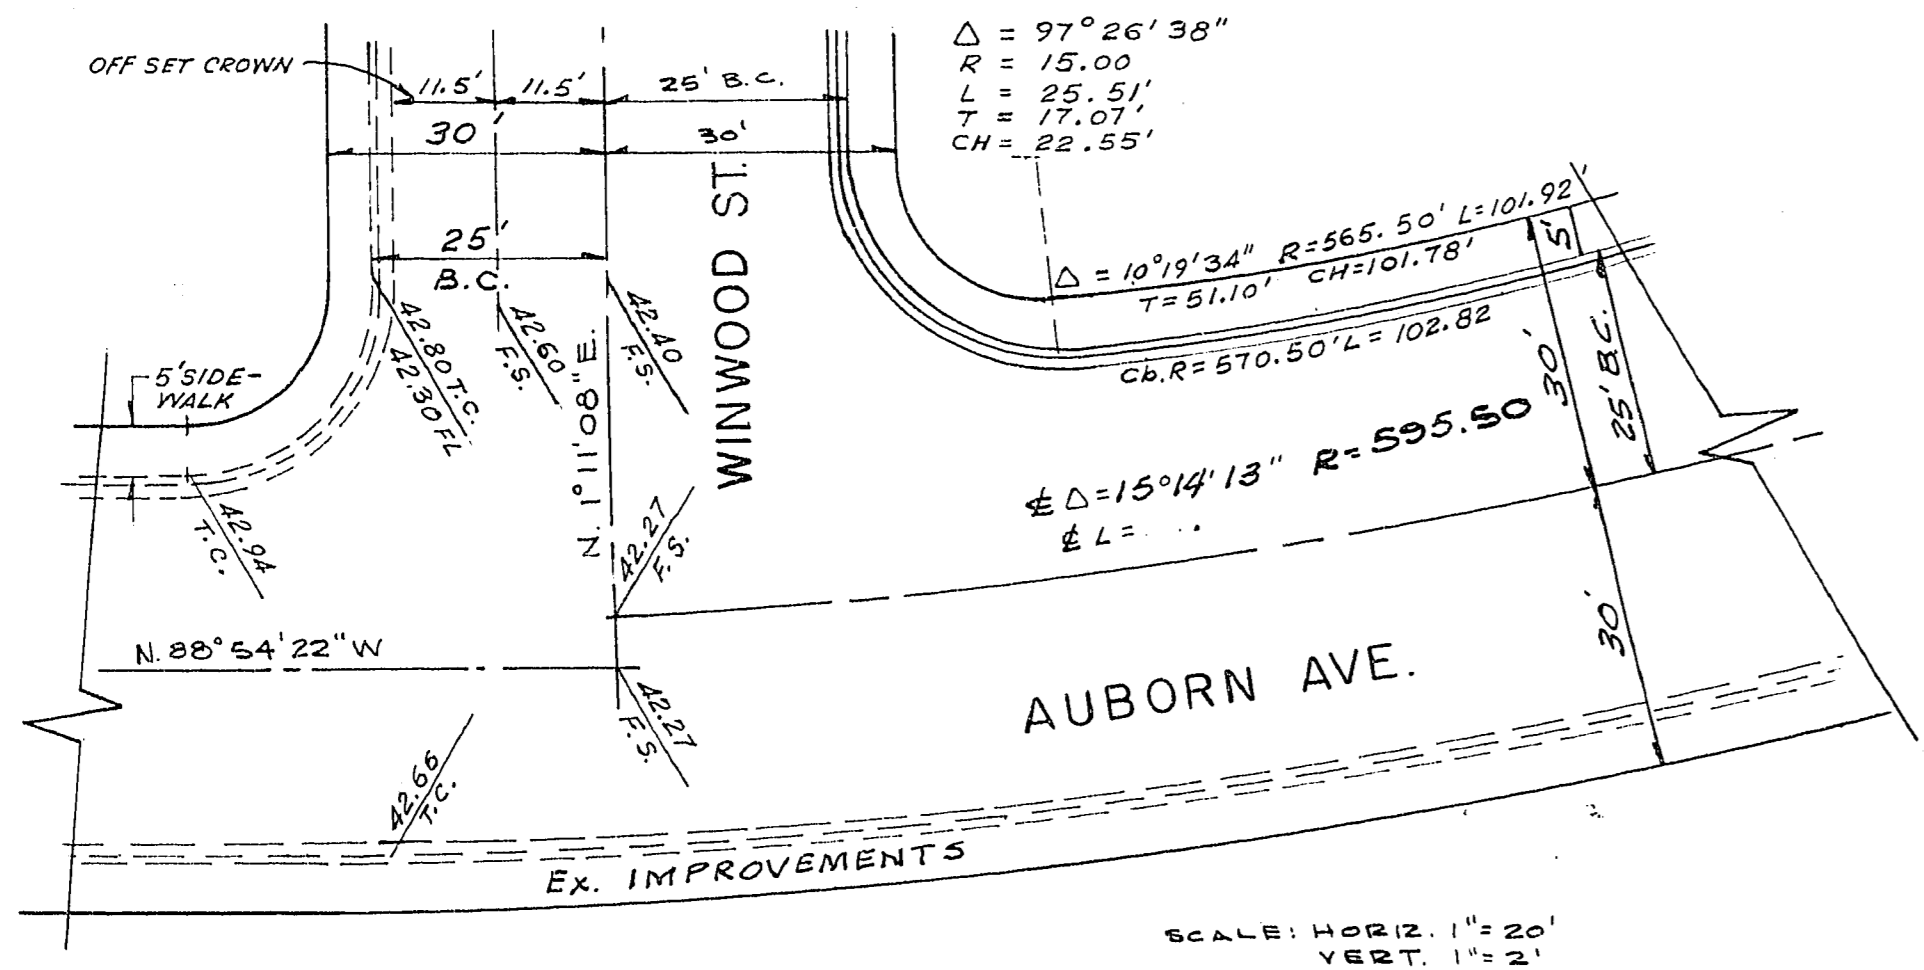 OFF SET CROWN
11.5'
11.5'
25' B.C.
30'
30'
25'
B.C.
Δ = 97°26'38"
R = 15.00
L = 25.51'
T = 17.07'
CH = 22.55'
WINWOOD ST.
N. 1°11'08" E.
42.80 T.C.
42.30 FL
42.60
F.S.
42.40
F.S.
5' SIDE-
WALK
42.94
T.C.
42.27
F.S.
Δ = 10°19'34" R=565.50' L=101.92'
T=51.10' CH=101.78'
Cb.R=570.50' L=102.82
5'
30'
25' B.C.
℄ Δ=15°14'13" R=595.50
℄ L=
N. 88°54'22" W
42.27
F.S.
AUBORN AVE.
30'
42.66
T.C.
Ex. IMPROVEMENTS
SCALE: HORIZ. 1"=20'
VERT. 1"=2'